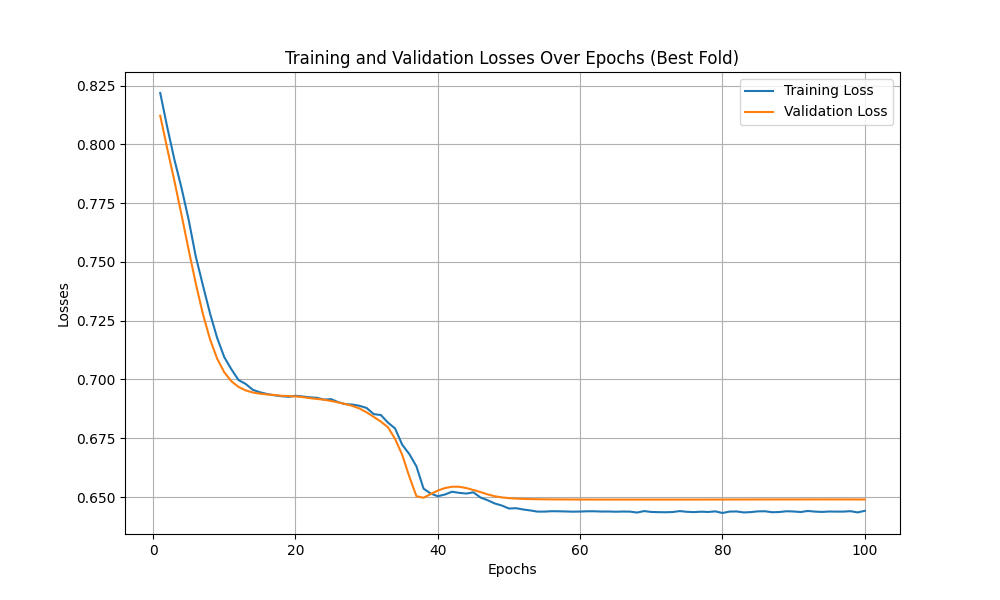 Training and Validation Losses Over Epochs (Best Fold)
Training Loss
Validation Loss
0.825
0.800
0.775
0.750
0.725
0.700
0.675
0.650
Losses
0 20 40 60 80 100
Epochs